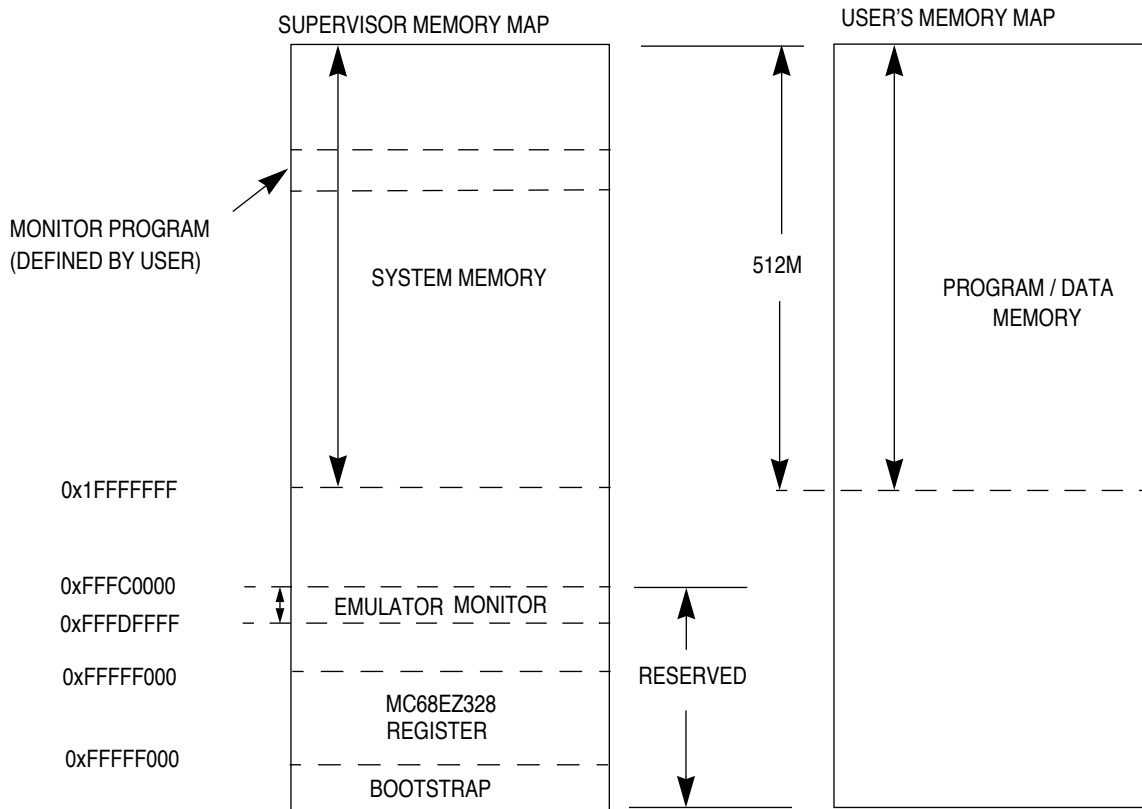 SUPERVISOR MEMORY MAP
USER'S MEMORY MAP
MONITOR PROGRAM
(DEFINED BY USER)
SYSTEM MEMORY
512M
PROGRAM / DATA
MEMORY
0x1FFFFFFF
0xFFFC0000
EMULATOR MONITOR
0xFFFDFFFF
0xFFFFF000
RESERVED
MC68EZ328
REGISTER
0xFFFFF000
BOOTSTRAP